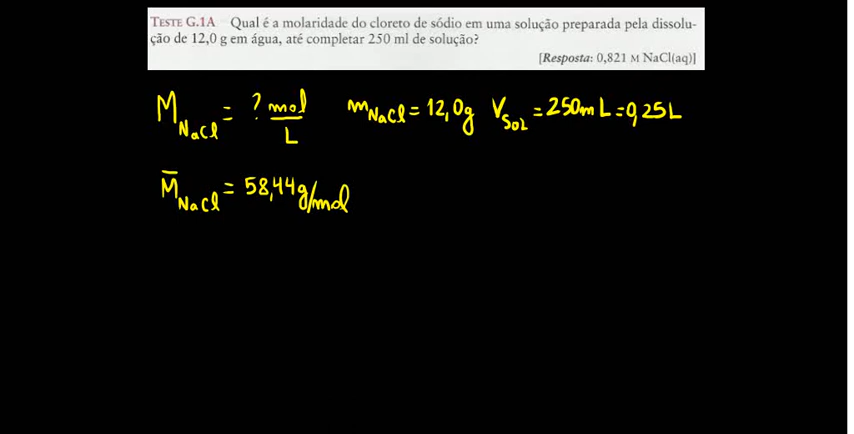 TESTE G.1A Qual é a molaridade do cloreto de sódio em uma solução preparada pela dissolu-
ção de 12,0 g em água, até completar 250 ml de solução?
[Resposta: 0,821 M NaCl(aq)]
M NaCl = ? mol/L m NaCl = 12,0g V SOL = 250mL = 0,25L
M̄ NaCl = 58,44g/mol